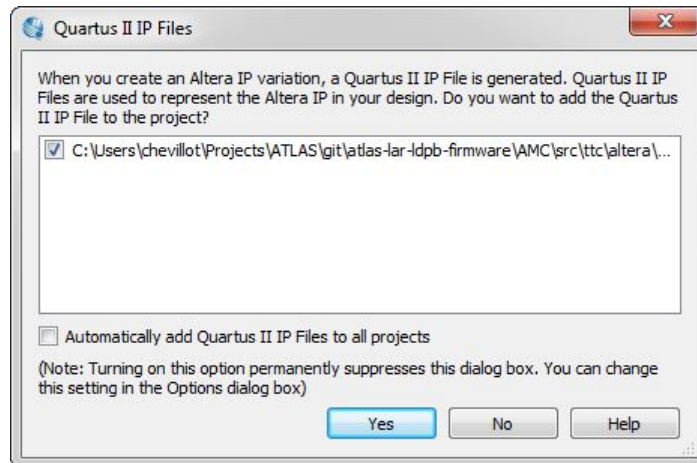 Quartus II IP Files
When you create an Altera IP variation, a Quartus II IP File is generated. Quartus II IP
Files are used to represent the Altera IP in your design. Do you want to add the Quartus
II IP File to the project?
C:\Users\chevillot\Projects\ATLAS\git\atlas-lar-ldpb-firmware\AMC\src\ttc\altera\...
Automatically add Quartus II IP Files to all projects
(Note: Turning on this option permanently suppresses this dialog box. You can change
this setting in the Options dialog box)
Yes No Help